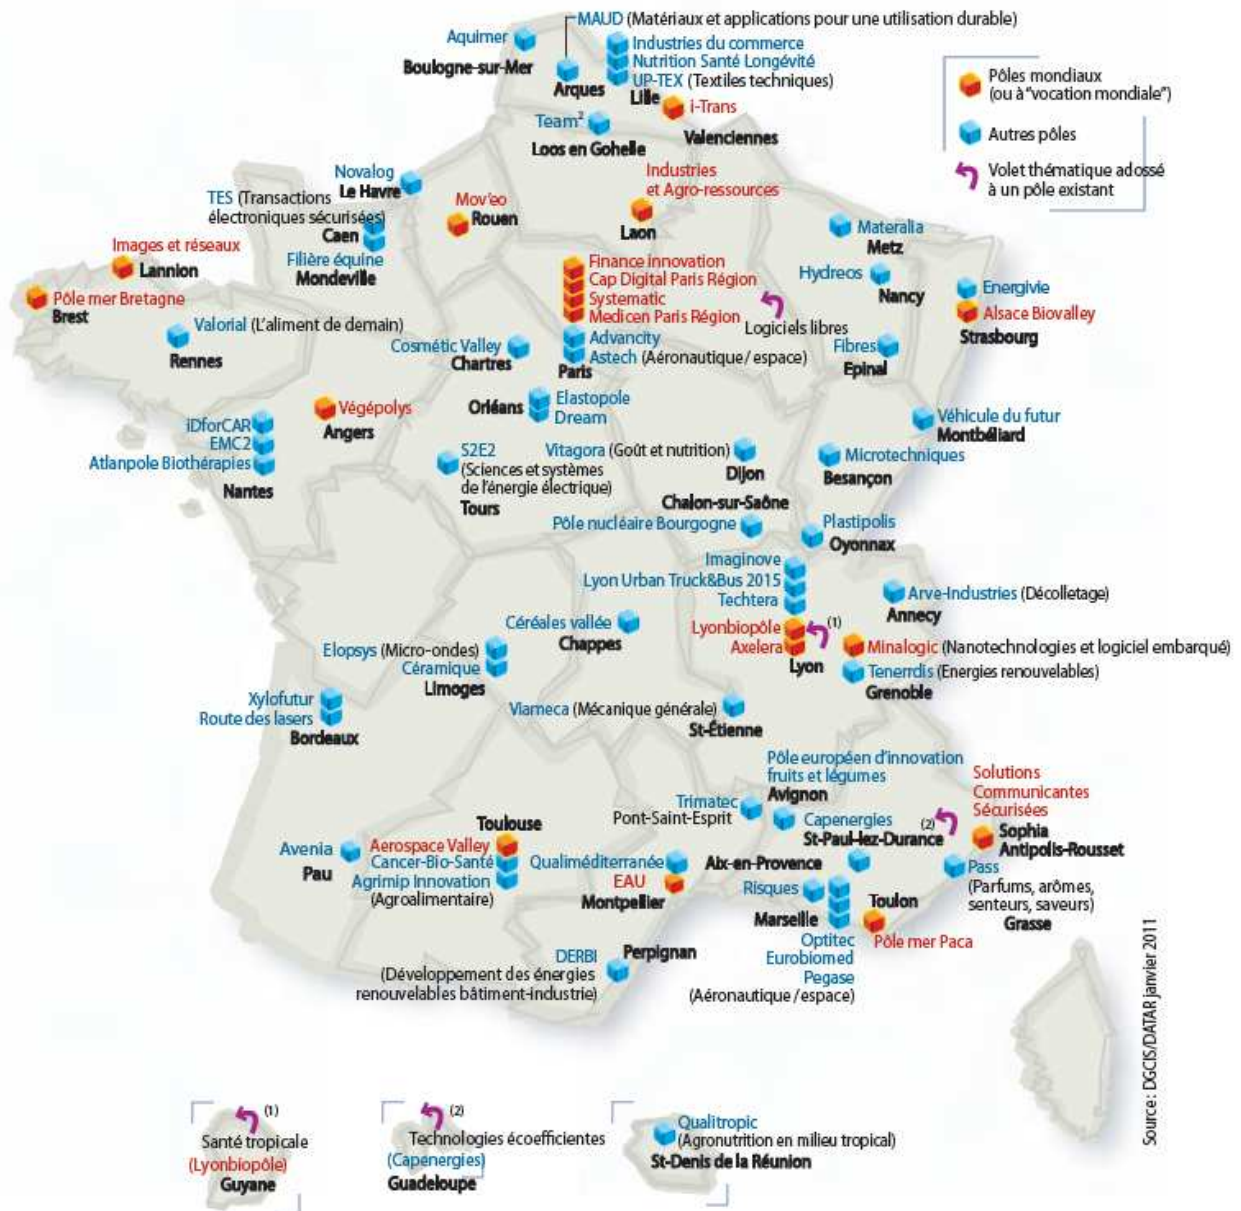 MAUD (Matériaux et applications pour une utilisation durable)
Aquimer
Boulogne-sur-Mer
Arques
Industries du commerce
Nutrition Santé Longévité
UP-TEX (Textiles techniques)
Lille
i-Trans
Valenciennes
Team²
Loos en Gohelle
Pôles mondiaux
(ou à "vocation mondiale")
Autres pôles
Volet thématique adossé
à un pôle existant
Novalog
Le Havre
TES (Transactions
électroniques sécurisées)
Caen
Filière équine
Mondeville
Mov'eo
Rouen
Industries
et Agro-ressources
Laon
Materalia
Metz
Hydreos
Nancy
Energivie
Alsace Biovalley
Strasbourg
Images et réseaux
Lannion
Pôle mer Bretagne
Brest
Valorial (L'aliment de demain)
Rennes
Finance innovation
Cap Digital Paris Région
Systematic
Medicen Paris Région
Advancity
Astech (Aéronautique/espace)
Paris
Logiciels libres
Fibres
Epinal
Cosmétic Valley
Chartres
Orléans
Elastopole
Dream
Végépolys
Angers
iDforCAR
EMC2
Atlanpole Biothérapies
Nantes
S2E2
(Sciences et systèmes
de l'énergie électrique)
Tours
Vitagora (Goût et nutrition)
Dijon
Véhicule du futur
Montbéliard
Microtechniques
Besançon
Chalon-sur-Saône
Pôle nucléaire Bourgogne
Plastipolis
Oyonnax
Imaginove
Lyon Urban Truck&Bus 2015
Techtera
Lyonbiopôle
(1)
Axelera
Lyon
Arve-Industries (Décolletage)
Annecy
Minalogic (Nanotechnologies et logiciel embarqué)
Tenerrdis (Energies renouvelables)
Grenoble
Céréales vallée
Chappes
Elopsys (Micro-ondes)
Céramique
Limoges
Viameca (Mécanique générale)
St-Étienne
Xylofutur
Route des lasers
Bordeaux
Pôle européen d'innovation
fruits et légumes
Avignon
Trimatec
Pont-Saint-Esprit
Capenergies
(2)
St-Paul-lez-Durance
Solutions
Communicantes
Sécurisées
Sophia
Antipolis-Rousset
Toulouse
Aerospace Valley
Cancer-Bio-Santé
Agrimip Innovation
(Agroalimentaire)
Avenia
Pau
Qualiméditerranée
EAU
Montpellier
Aix-en-Provence
Risques
Marseille
Optitec
Eurobiomed
Pegase
(Aéronautique/espace)
Toulon
Pôle mer Paca
Pass
(Parfums, arômes,
senteurs, saveurs)
Grasse
DERBI
Perpignan
(Développement des énergies
renouvelables bâtiment-industrie)
Source : DGCIS/DATAR janvier 2011
(1)
Santé tropicale
(Lyonbiopôle)
Guyane
(2)
Technologies écoefficientes
(Capenergies)
Guadeloupe
Qualitropic
(Agronutrition en milieu tropical)
St-Denis de la Réunion